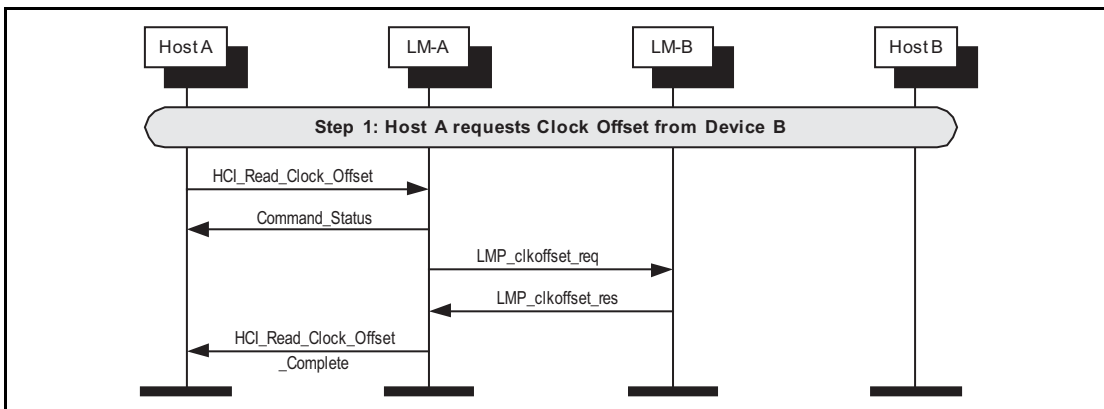 Host A
LM-A
LM-B
Host B
Step 1: Host A requests Clock Offset from Device B
HCI_Read_Clock_Offset
Command_Status
LMP_clkoffset_req
LMP_clkoffset_res
HCI_Read_Clock_Offset
_Complete